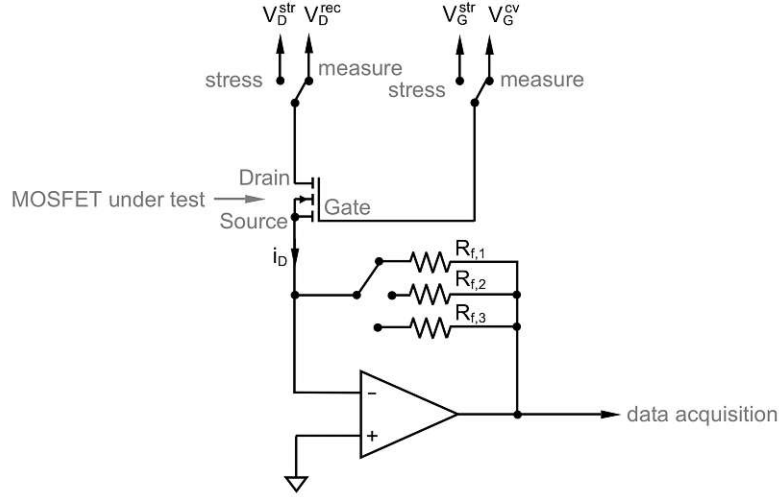 V_D^str V_D^rec V_G^str V_G^cv
stress measure stress measure
Drain
MOSFET under test
Gate
Source
i_D
R_f,1
R_f,2
R_f,3
−
+
data acquisition